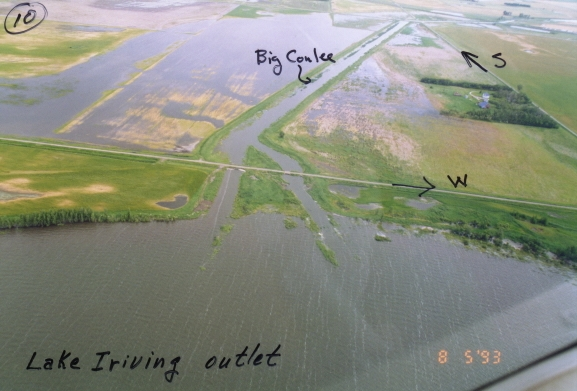 10
Big Coulee
S
W
Lake Iriving outlet
8 5'93